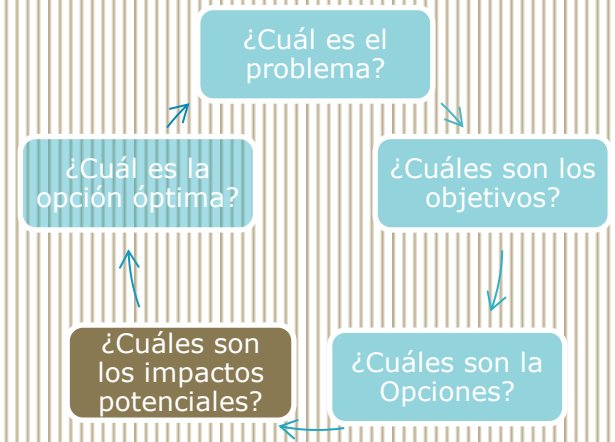 ¿Cuál es el
problema?
¿Cuáles son los
objetivos?
¿Cuáles son la
Opciones?
¿Cuáles son
los impactos
potenciales?
¿Cuál es la
opción óptima?